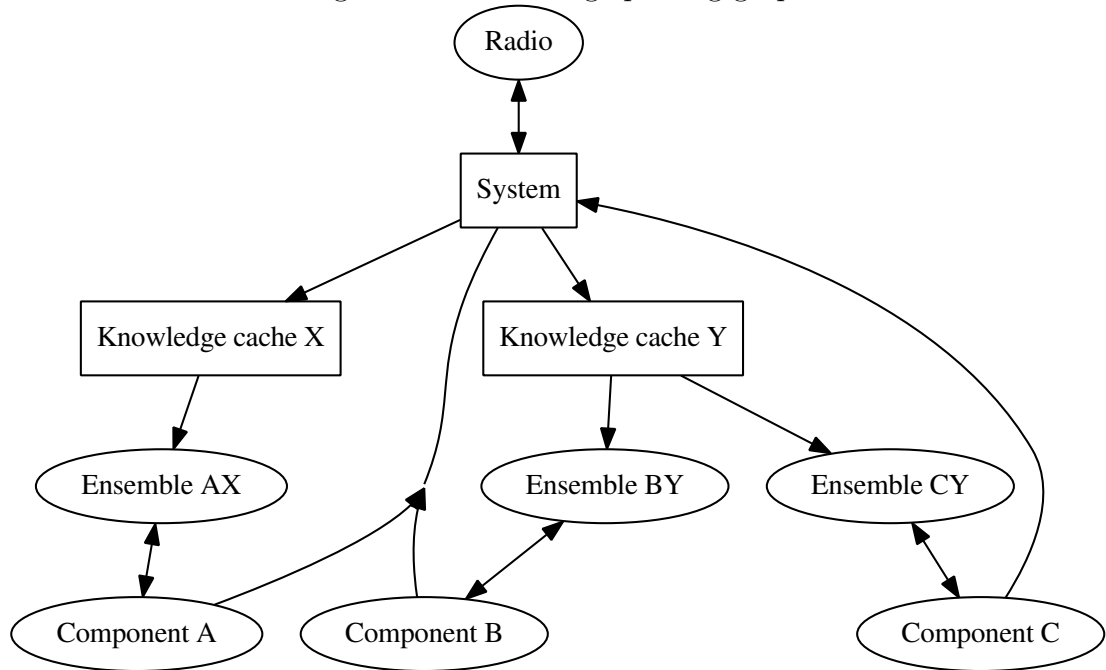 Radio
System
Knowledge cache X
Knowledge cache Y
Ensemble AX
Ensemble BY
Ensemble CY
Component A
Component B
Component C